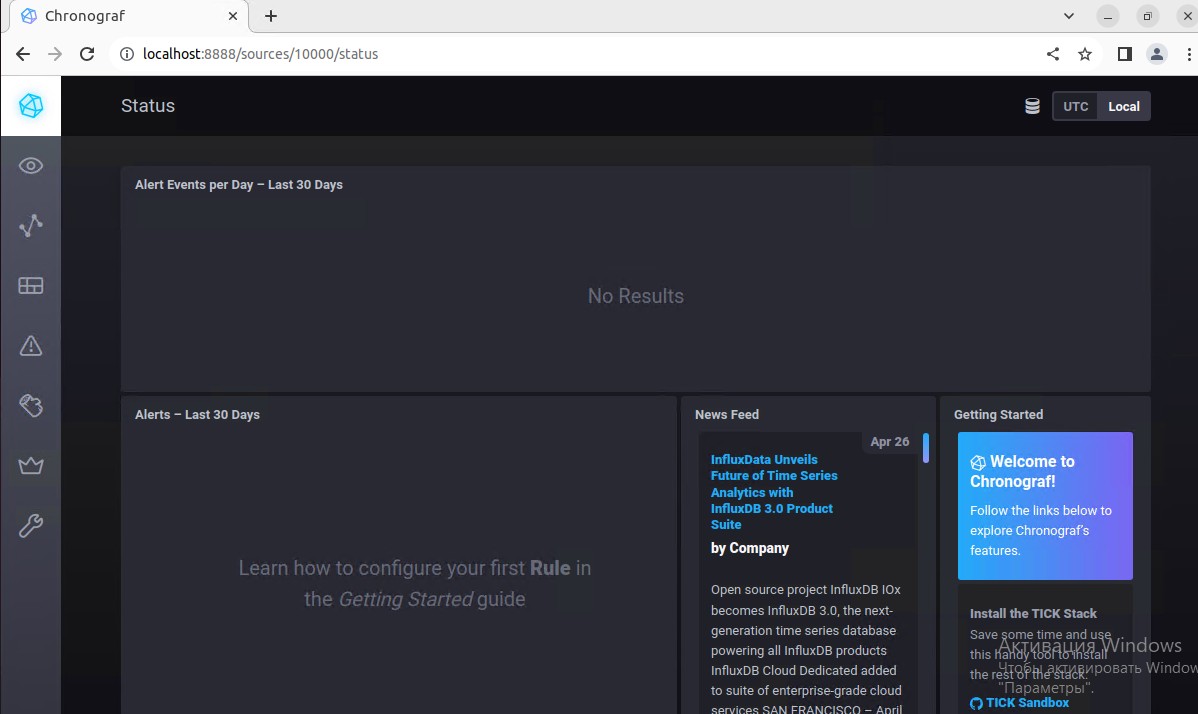 Chronograf
localhost:8888/sources/10000/status
Status
UTC
Local
Alert Events per Day – Last 30 Days
No Results
Alerts – Last 30 Days
Learn how to configure your first Rule in
the Getting Started guide
News Feed
Apr 26
InfluxData Unveils
Future of Time Series
Analytics with
InfluxDB 3.0 Product
Suite
by Company
Open source project InfluxDB IOx
becomes InfluxDB 3.0, the next-
generation time series database
powering all InfluxDB products
InfluxDB Cloud Dedicated added
to suite of enterprise-grade cloud
services SAN FRANCISCO – April
Getting Started
Welcome to
Chronograf!
Follow the links below to
explore Chronograf’s
features.
Install the TICK Stack
Save some time and use
this handy tool to install
the rest of the stack:
TICK Sandbox
Активация Windows
Чтобы активировать Window
"Параметры".